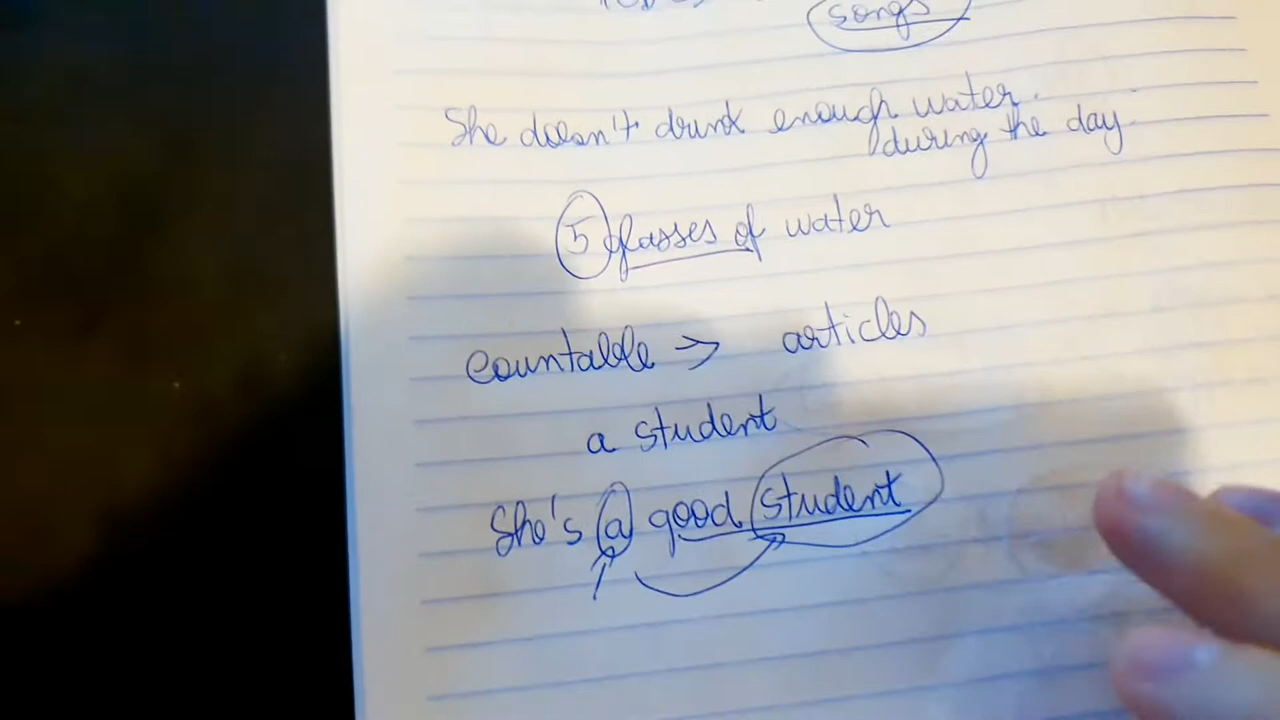 songs
She doesn't drink enough water.
during the day.
5 glasses of water
countable → articles
a student
She's a good student